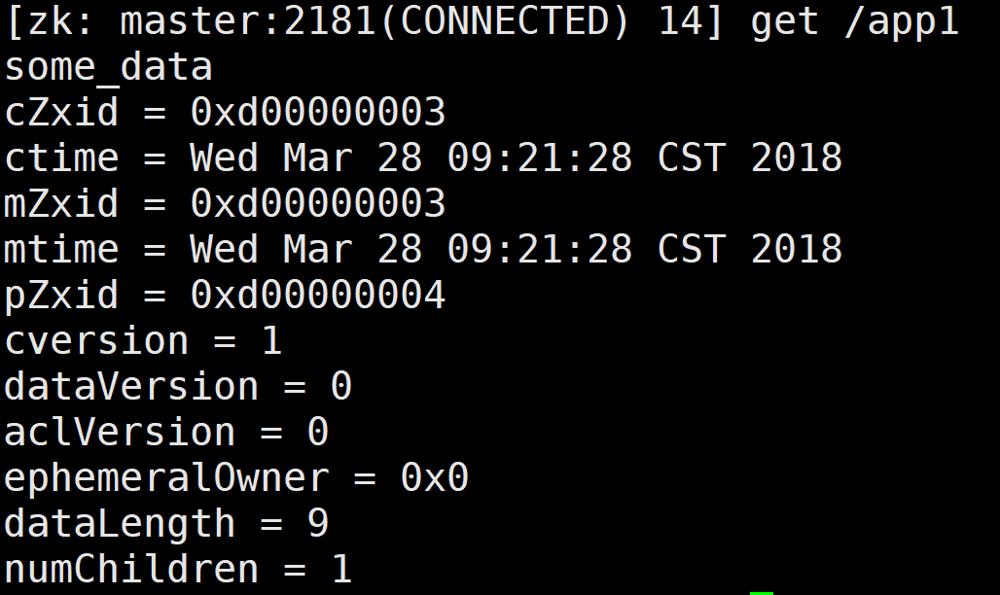 [zk: master:2181(CONNECTED) 14] get /app1
some_data
cZxid = 0xd00000003
ctime = Wed Mar 28 09:21:28 CST 2018
mZxid = 0xd00000003
mtime = Wed Mar 28 09:21:28 CST 2018
pZxid = 0xd00000004
cversion = 1
dataVersion = 0
aclVersion = 0
ephemeralOwner = 0x0
dataLength = 9
numChildren = 1